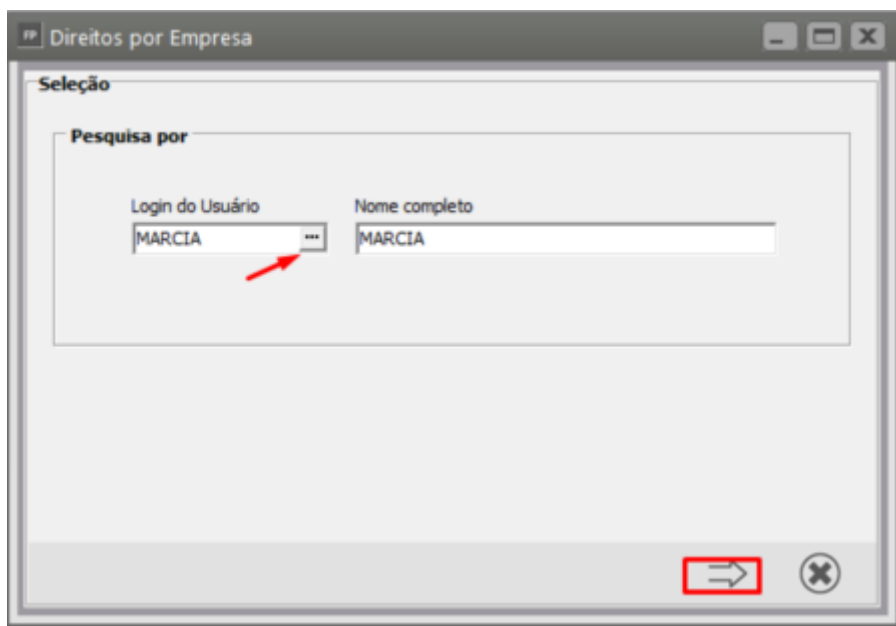 FP Direitos por Empresa
Seleção
Pesquisa por
Login do Usuário Nome completo
MARCIA ... MARCIA